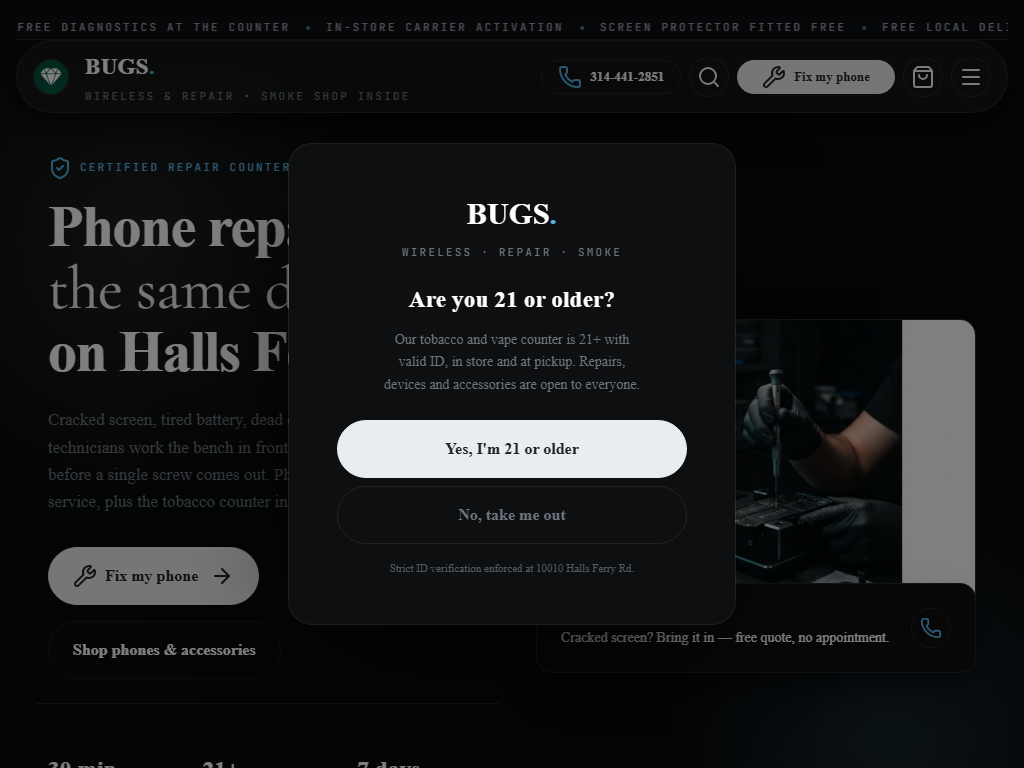 FREE DIAGNOSTICS AT THE COUNTER • IN-STORE CARRIER ACTIVATION • SCREEN PROTECTOR FITTED FREE • FREE LOCAL
BUGS.
WIRELESS & REPAIR • SMOKE SHOP INSIDE
314-441-2851
Fix my phone
CERTIFIED REPAIR COUNTER
Phone
the same
on Halls
Cracked screen, tired battery, dead
technicians work the bench in front
before a single screw comes out.
service, plus the tobacco counter
Fix my phone
Shop phones & accessories
BUGS.
WIRELESS · REPAIR · SMOKE
Are you 21 or older?
Our tobacco and vape counter is 21+ with
valid ID, in store and at pickup. Repairs,
devices and accessories are open to everyone.
Yes, I'm 21 or older
No, take me out
Strict ID verification enforced at 10010 Halls Ferry Rd.
Cracked screen? Bring it in — free quote, no appointment.
30 min 21+ 7 days